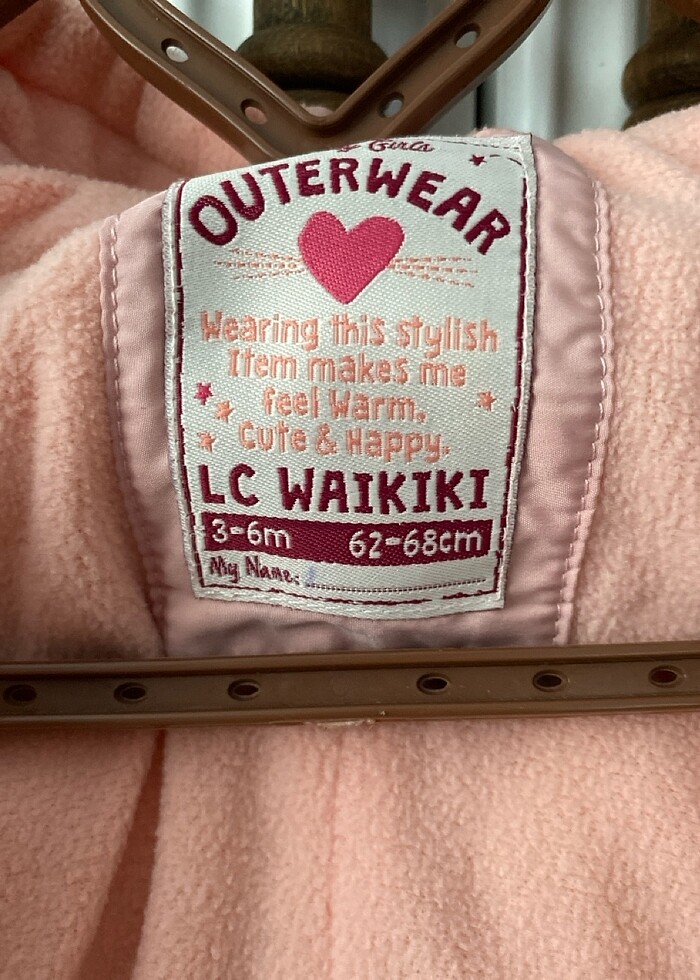 Girls
OUTERWEAR
Wearing this stylish
Item makes me
feel Warm,
Cute & Happy.
LC WAIKIKI
3-6m 62-68cm
My Name: